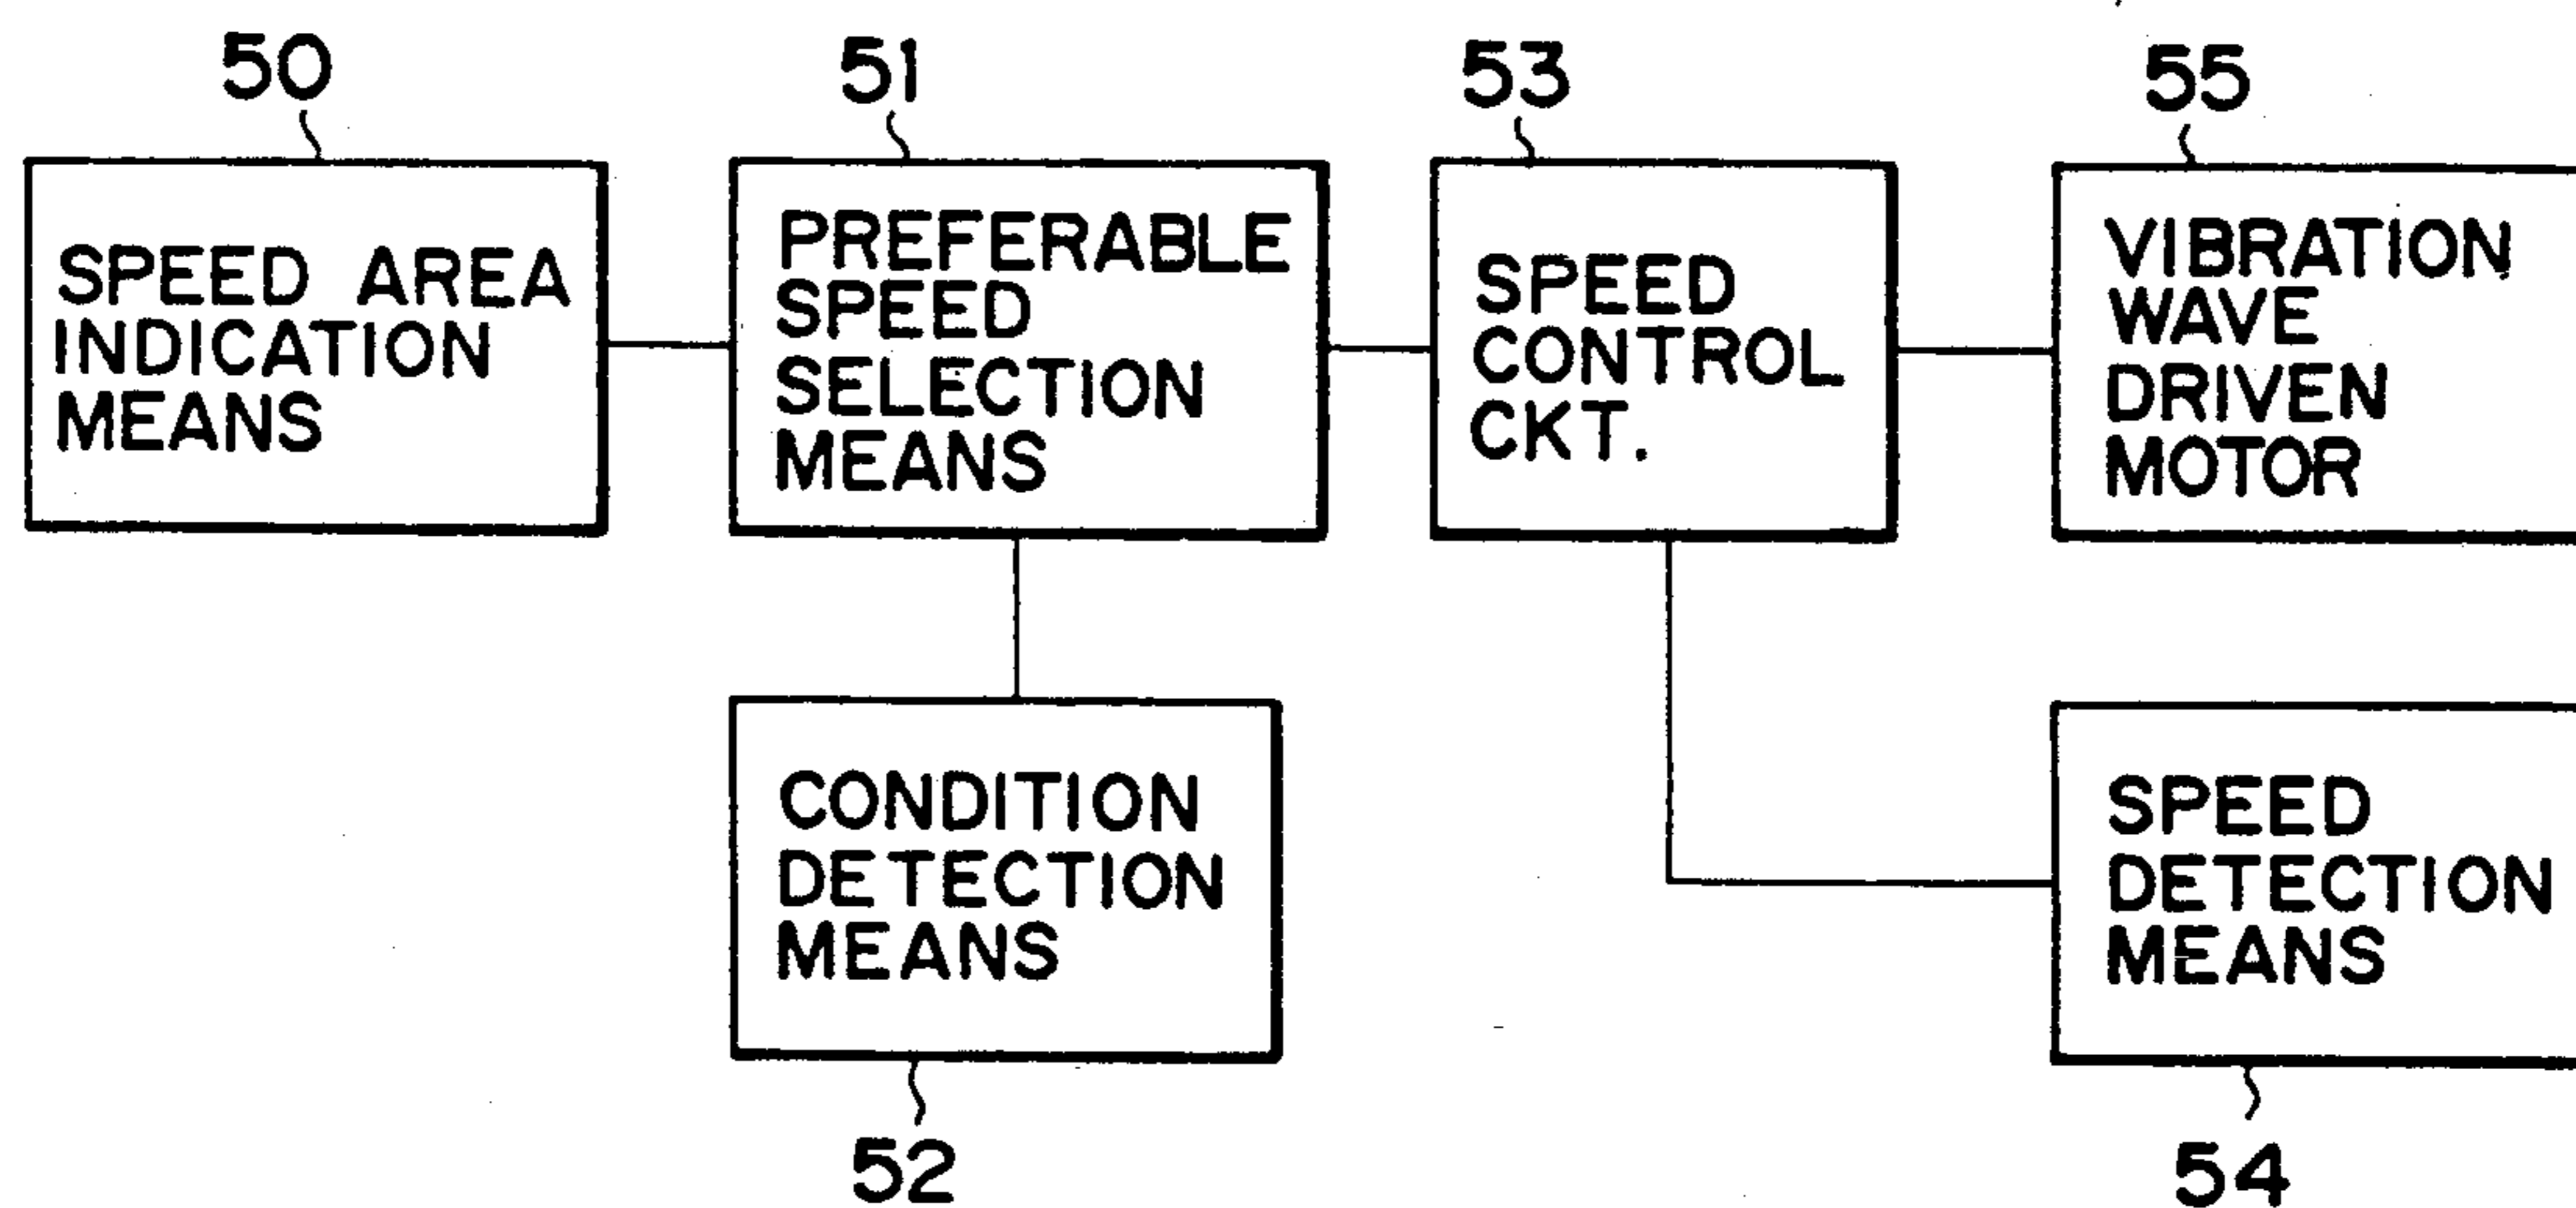 50
SPEED AREA
INDICATION
MEANS
51
PREFERABLE
SPEED
SELECTION
MEANS
53
SPEED
CONTROL
CKT.
55
VIBRATION
WAVE
DRIVEN
MOTOR
CONDITION
DETECTION
MEANS
52
SPEED
DETECTION
MEANS
54